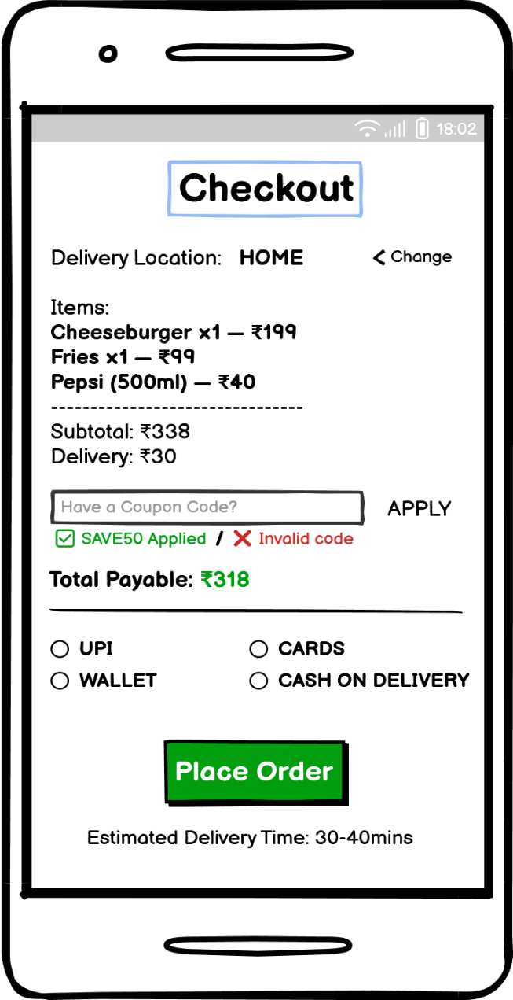 18:02
Checkout
Delivery Location: HOME < Change
Items:
Cheeseburger x1 — ₹199
Fries x1 — ₹99
Pepsi (500ml) — ₹40
--------------------------------
Subtotal: ₹338
Delivery: ₹30
Have a Coupon Code? APPLY
SAVE50 Applied / Invalid code
Total Payable: ₹318
UPI CARDS
WALLET CASH ON DELIVERY
Place Order
Estimated Delivery Time: 30-40mins